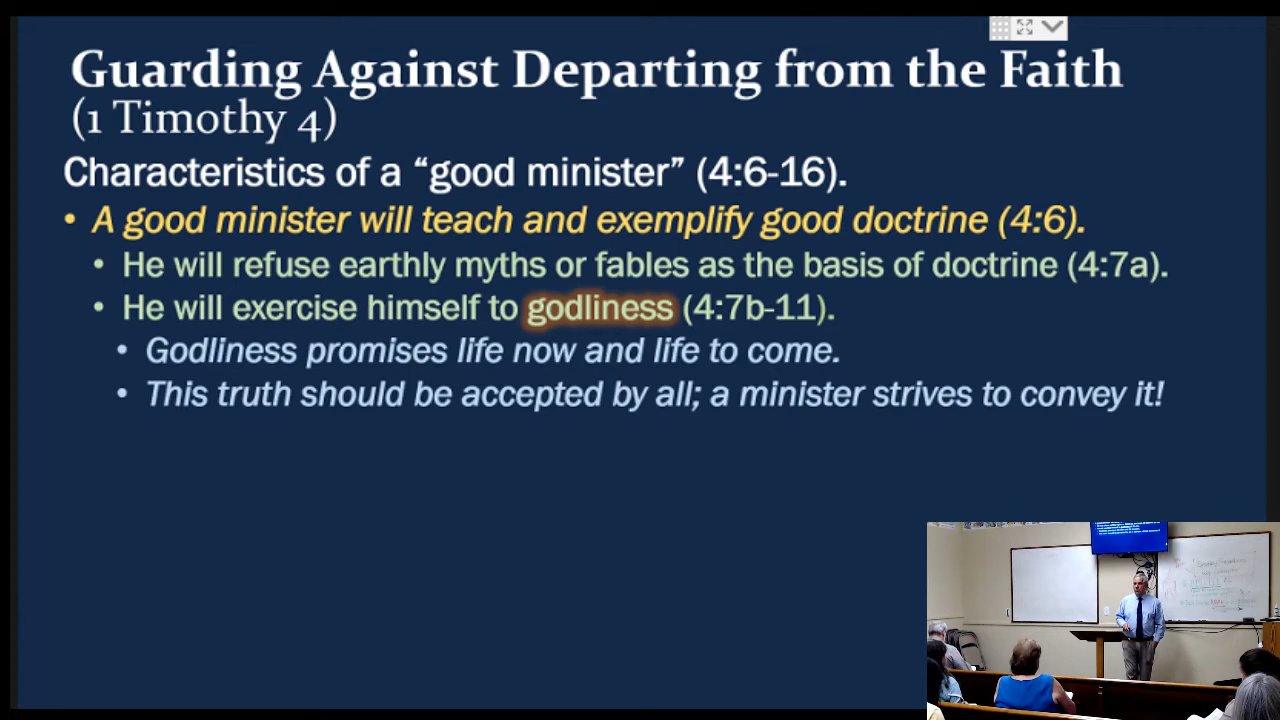 Guarding Against Departing from the Faith
(1 Timothy 4)
Characteristics of a “good minister” (4:6-16).
• A good minister will teach and exemplify good doctrine (4:6).
• He will refuse earthly myths or fables as the basis of doctrine (4:7a).
• He will exercise himself to godliness (4:7b-11).
• Godliness promises life now and life to come.
• This truth should be accepted by all; a minister strives to convey it!